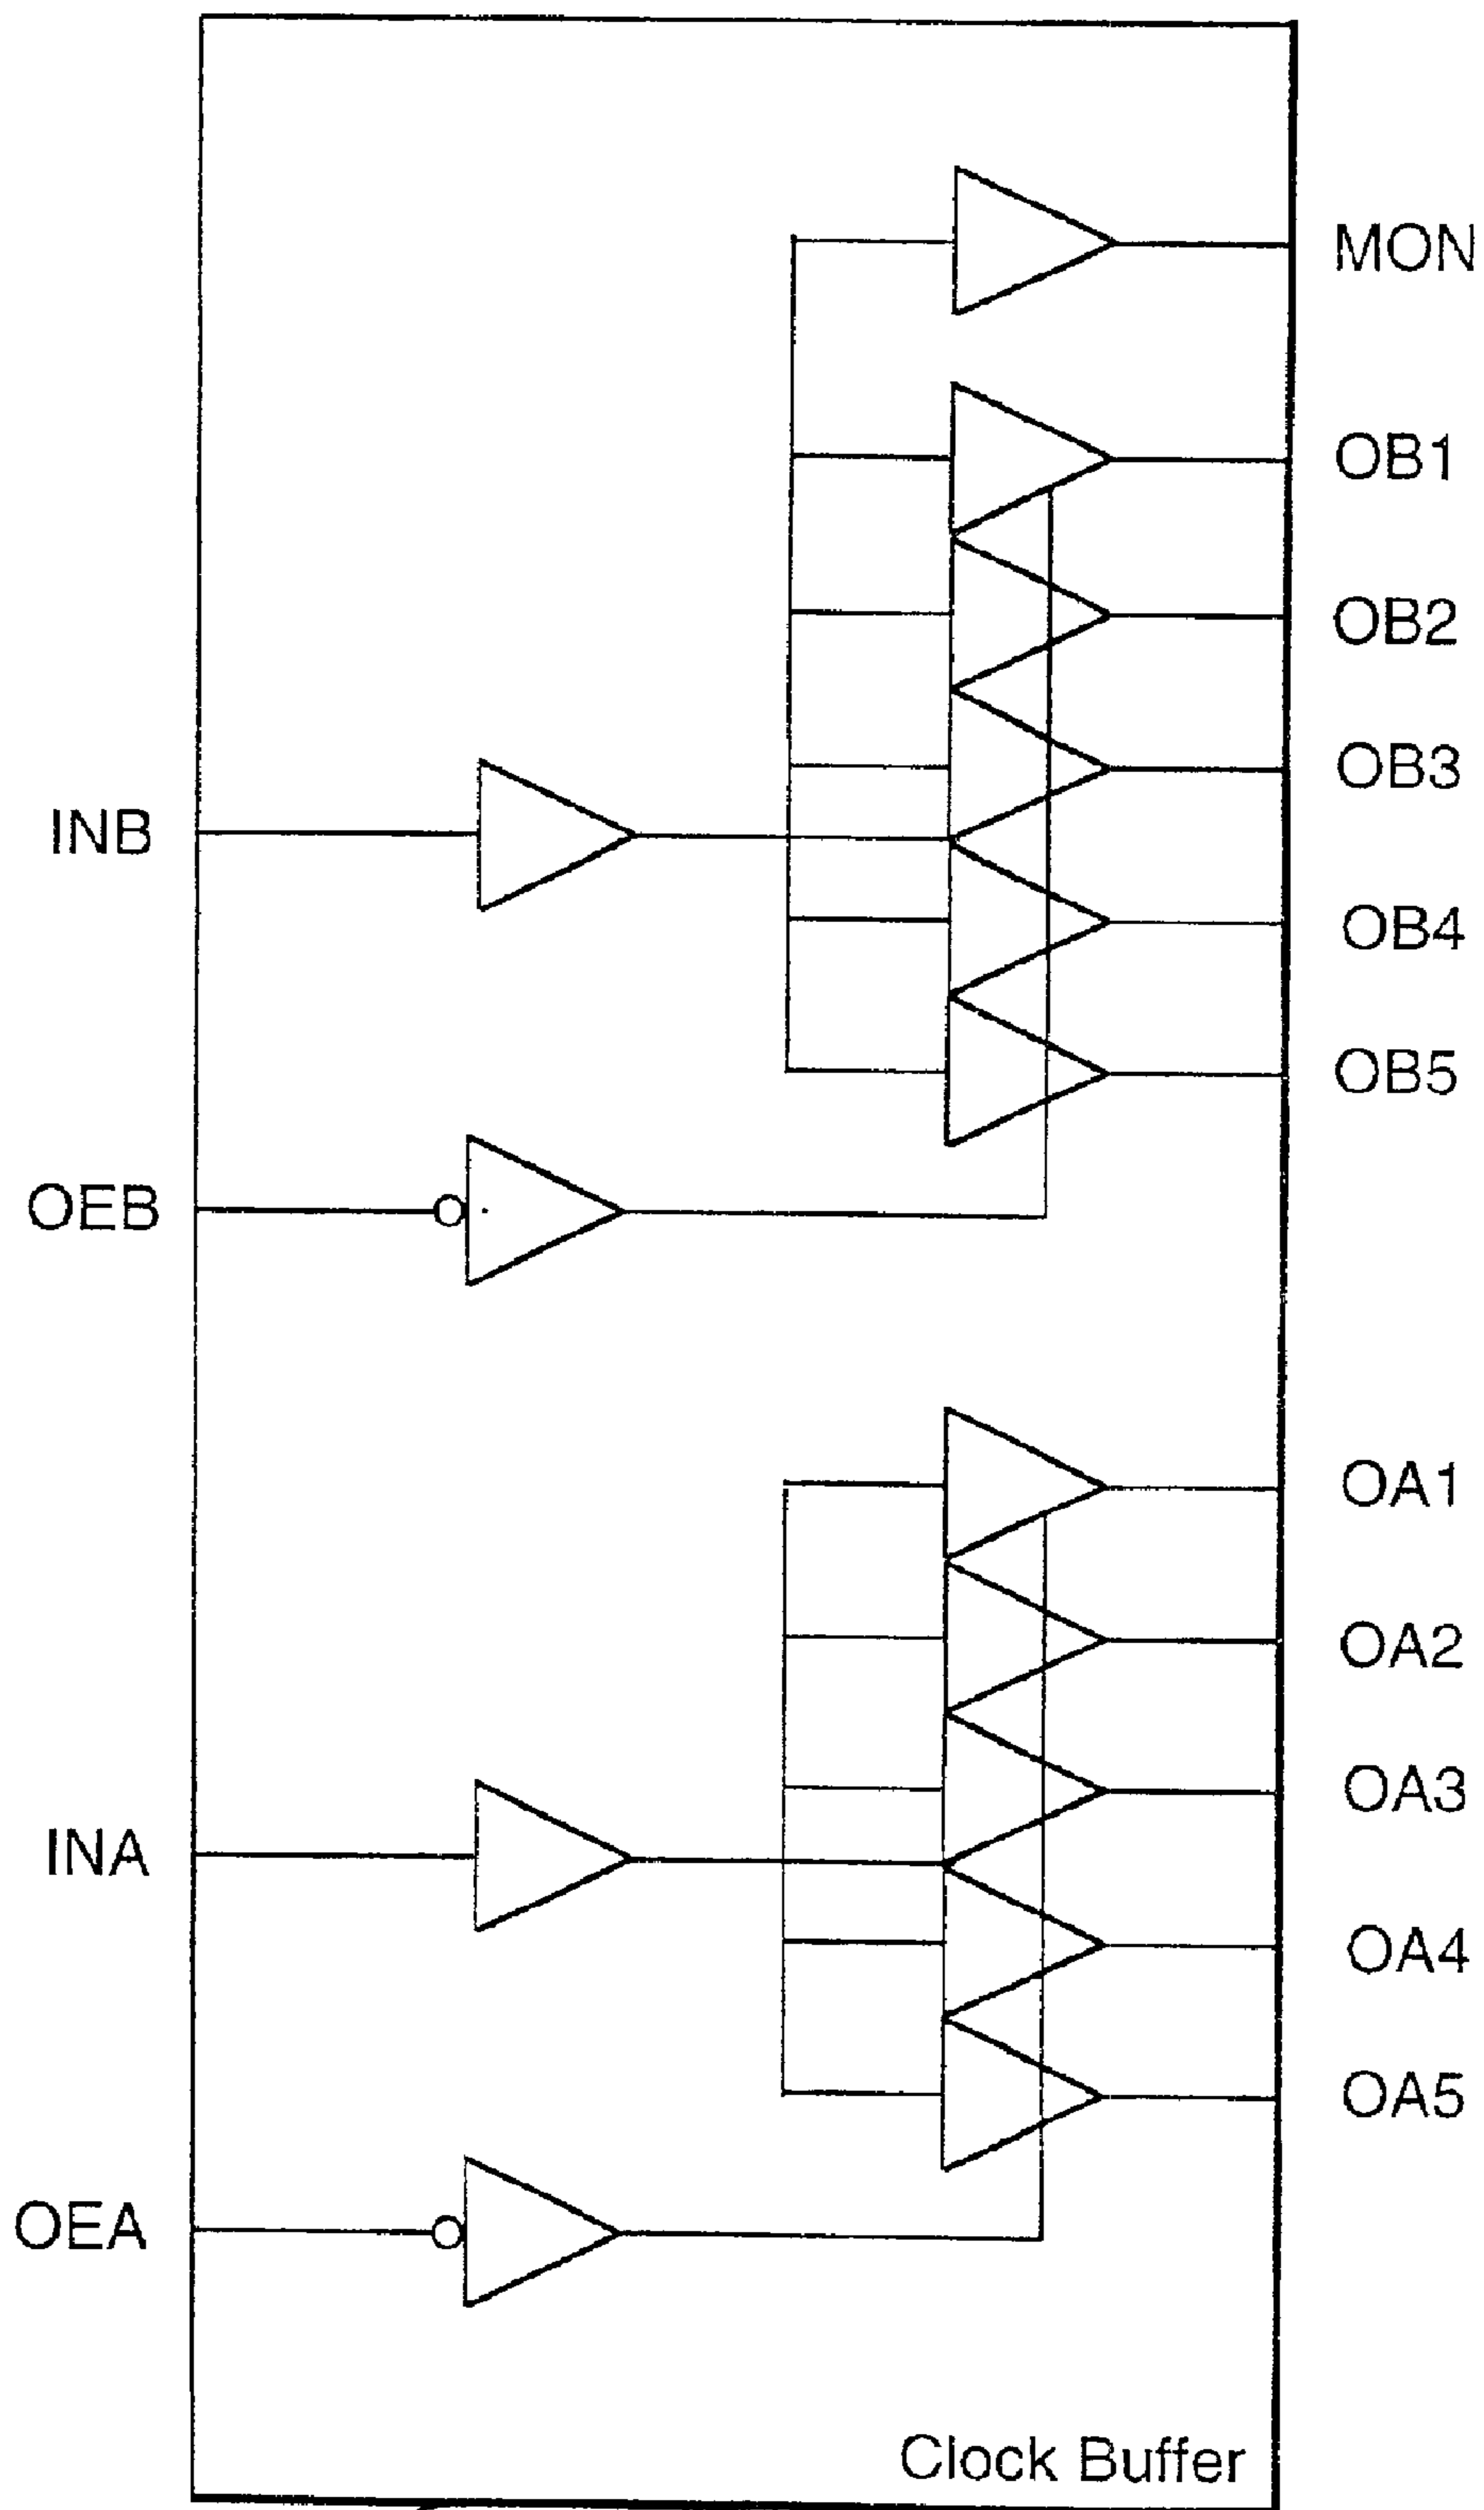 MON
OB1
OB2
OB3
INB
OB4
OB5
OEB
OA1
OA2
OA3
INA
OA4
OA5
OEA
Clock Buffer